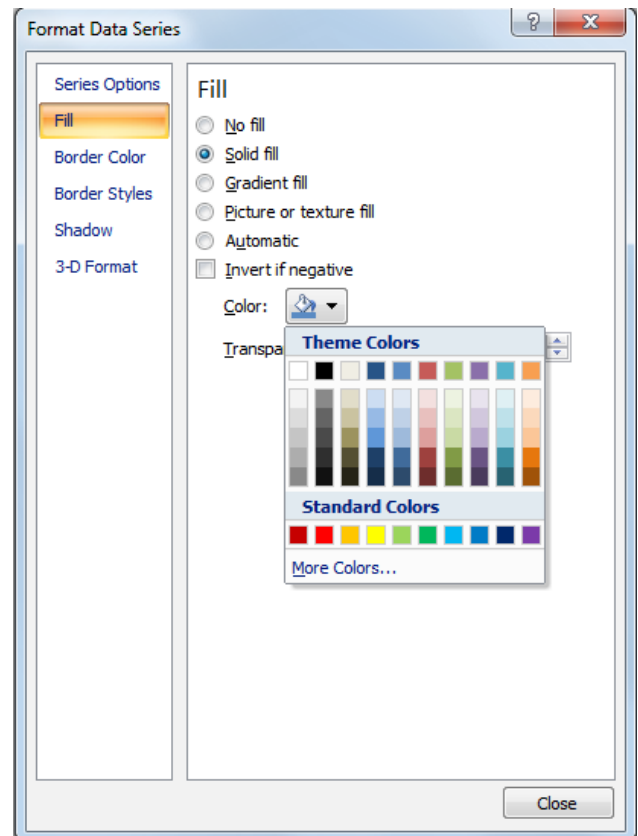 Format Data Series
?
X
Series Options
Fill
Border Color
Border Styles
Shadow
3-D Format
Fill
No fill
Solid fill
Gradient fill
Picture or texture fill
Automatic
Invert if negative
Color:
Transpa
Theme Colors
Standard Colors
More Colors...
Close